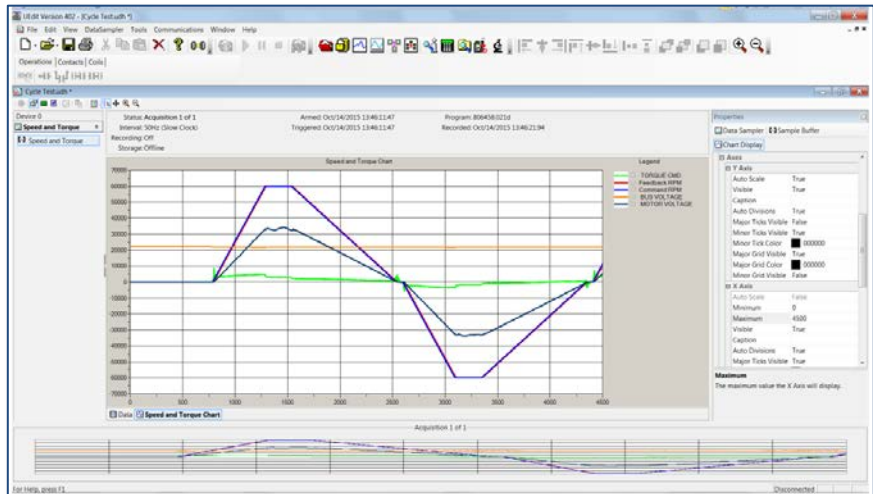 UEdit Version 402 - [Cycle Test.udh *]
File Edit View DataSampler Tools Communications Window Help
Operations Contacts Coils
Cycle Test.udh *
Device 0
Speed and Torque
Speed and Torque
Status: Acquisition 1 of 1
Interval: 50Hz (Slow Clock)
Recording: Off
Storage: Offline
Armed: Oct/14/2015 13:46:11:47
Triggered: Oct/14/2015 13:46:11:47
Program: 806458.021d
Recorded: Oct/14/2015 13:46:21:94
Speed and Torque Chart
70000
60000
50000
40000
30000
20000
10000
0
10000
20000
30000
40000
50000
60000
70000
0 500 1000 1500 2000 2500 3000 3500 4000 4500
Legend
TORQUE CMD
Feedback RPM
Command RPM
BUS VOLTAGE
MOTOR VOLTAGE
Data Speed and Torque Chart
Properties
Data Sampler Sample Buffer
Chart Display
Axes
Y Axis
Auto Scale True
Visible True
Caption
Auto Divisions True
Major Ticks Visible False
Minor Ticks Visible True
Minor Tick Color 000000
Major Grid Visible True
Major Grid Color 000000
Minor Grid Visible False
X Axis
Auto Scale False
Minimum 0
Maximum 4500
Visible True
Caption
Auto Divisions True
Major Ticks Visible True
Maximum
The maximum value the X Axis will display.
Acquisition 1 of 1
For Help, press F1
Disconnected